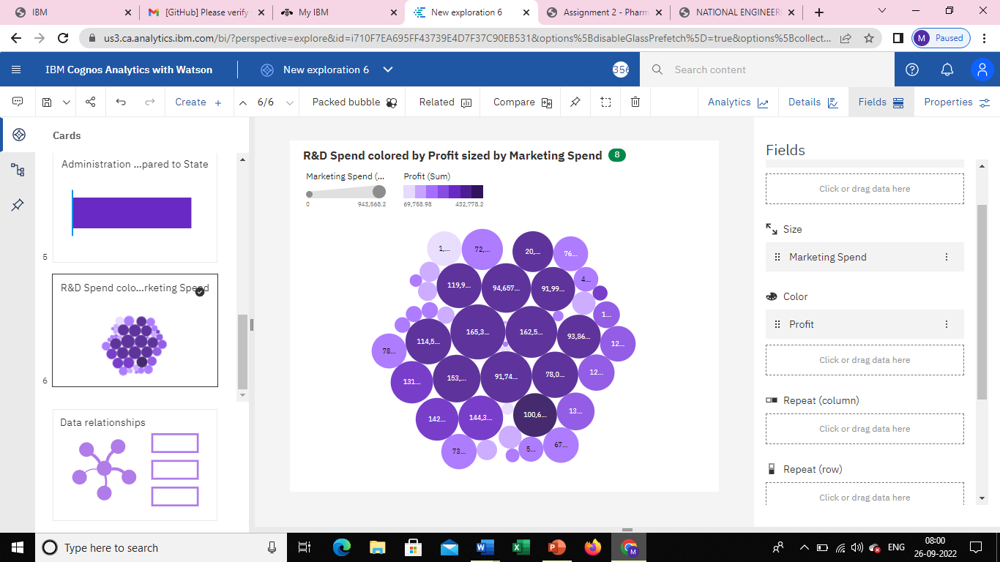 IBM
[GitHub] Please verify
My IBM
New exploration 6
Assignment 2 - Pharm
NATIONAL ENGINEER
us3.ca.analytics.ibm.com/bi/?perspective=explore&id=i710F7EA695FF43739E4D7F37C90EB531&options%5BdisableGlassPrefetch%5D=true&options%5Bcollect...
M Paused
IBM Cognos Analytics with Watson
New exploration 6
356
Search content
Create
6/6
Packed bubble
Related
Compare
Analytics
Details
Fields
Properties
Cards
Administration ...pared to State
5
R&D Spend colo...rketing Spend
6
Data relationships
R&D Spend colored by Profit sized by Marketing Spend 8
Marketing Spend (...
0 943,568.2
Profit (Sum)
69,758.98 432,778.2
1,...
72,...
20,...
76...
119,9...
94,657...
91,99...
4...
165,3...
162,5...
1...
114,5...
93,86...
12...
78...
131...
153,...
91,74...
78,0...
12...
142...
144,3...
100,6...
13...
73...
5...
67...
Fields
Click or drag data here
Size
Marketing Spend
Color
Profit
Click or drag data here
Repeat (column)
Click or drag data here
Repeat (row)
Click or drag data here
Type here to search
ENG
08:00
26-09-2022